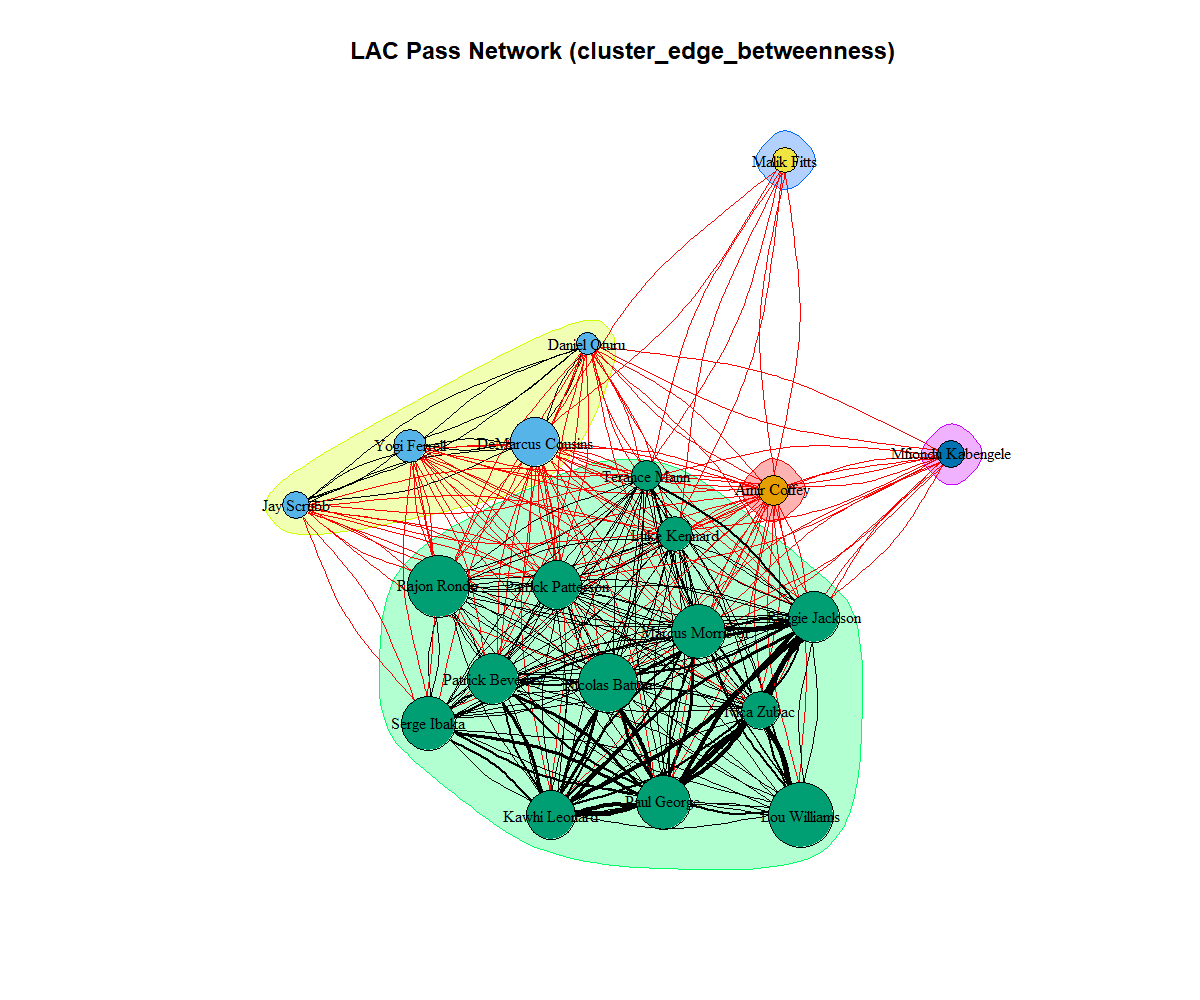 LAC Pass Network (cluster_edge_betweenness)
Malik Fitts
Daniel Oturu
Yogi Ferrell
DeMarcus Cousins
Mfiondu Kabengele
Terance Mann
Amir Coffey
Jay Scrubb
Luke Kennard
Rajon Rondo
Patrick Patterson
Reggie Jackson
Marcus Morris
Patrick Beverley
Nicolas Batum
Ivica Zubac
Serge Ibaka
Kawhi Leonard
Paul George
Lou Williams